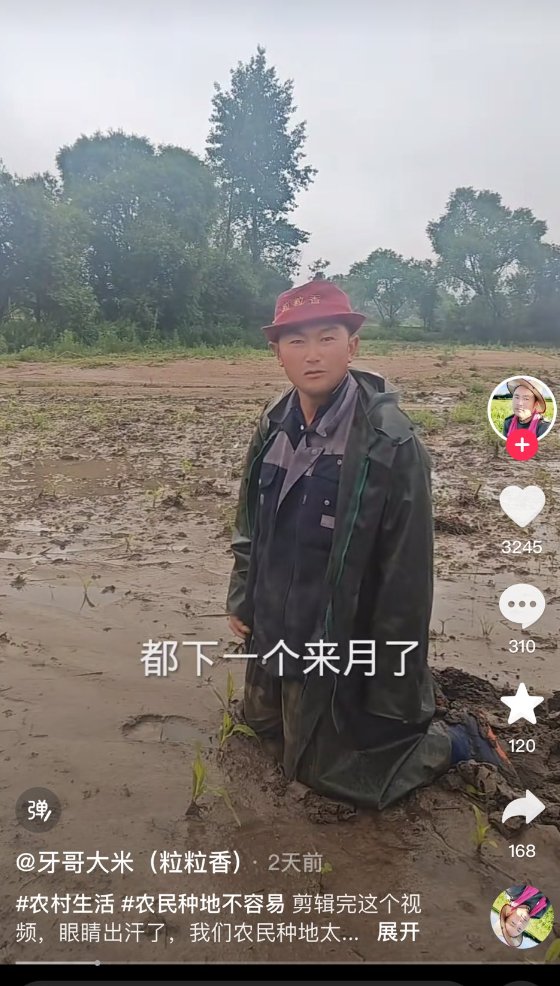 粒粒香
都下一个来月了
3245
310
120
168
弹
@牙哥大米（粒粒香）· 2天前
#农村生活 #农民种地不容易 剪辑完这个视
频，眼睛出汗了，我们农民种地太... 展开